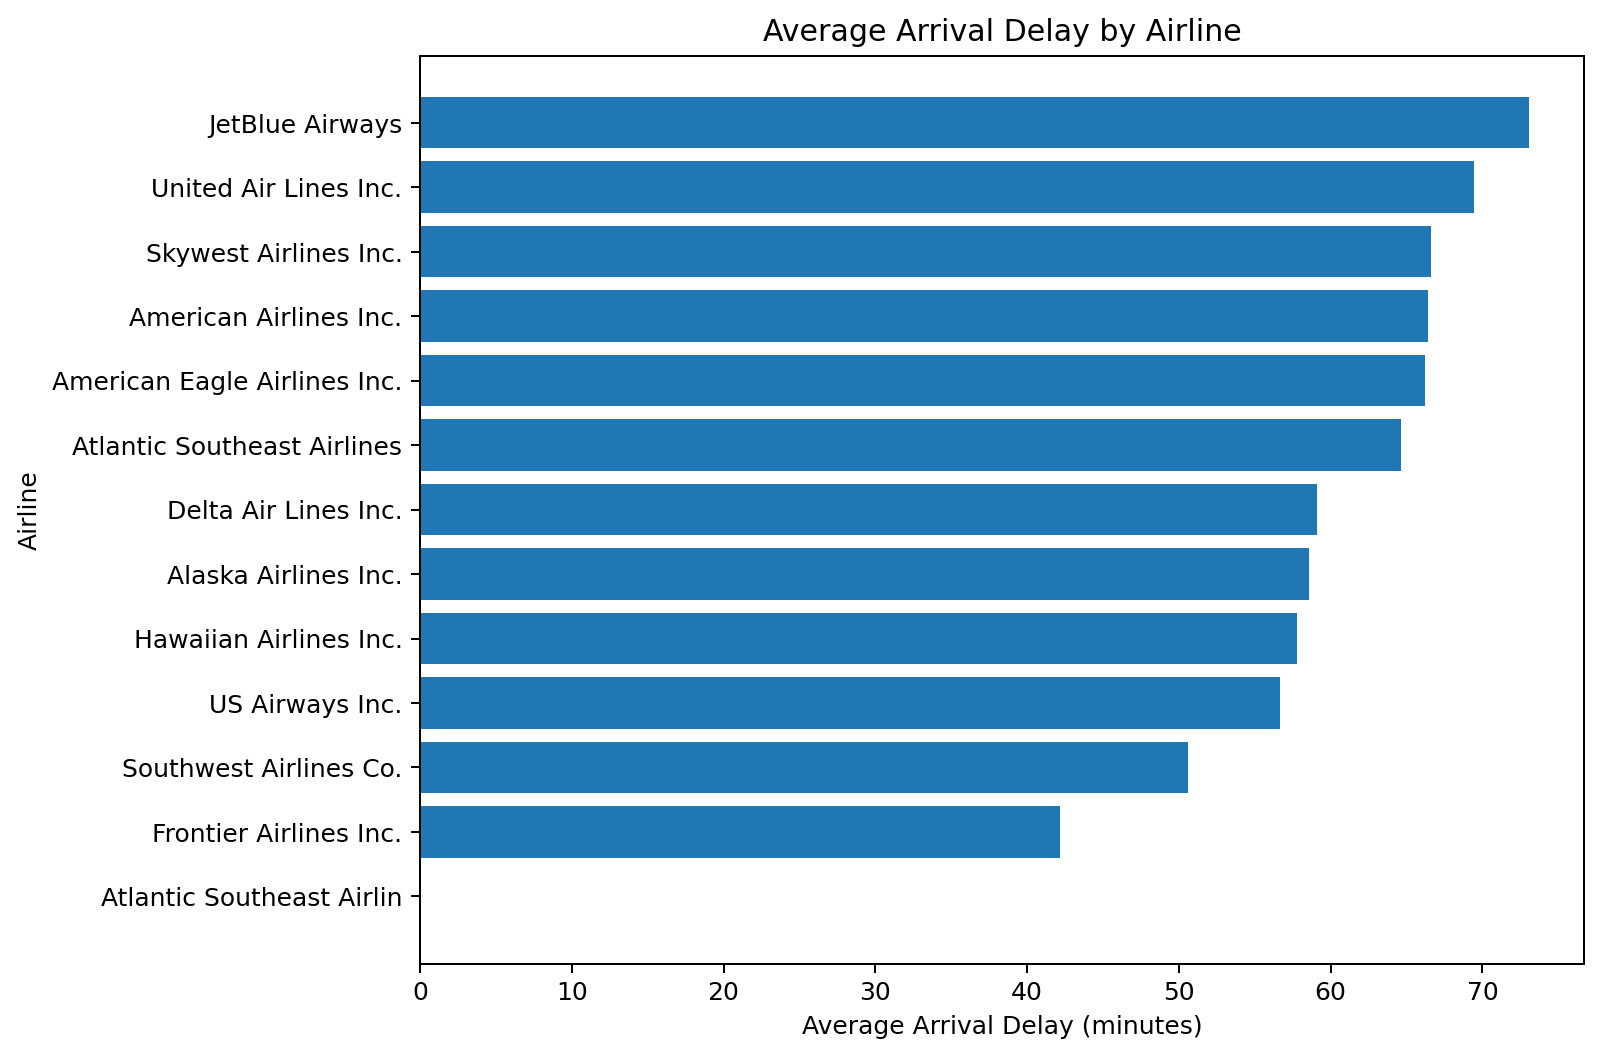 Average Arrival Delay by Airline
JetBlue Airways
United Air Lines Inc.
Skywest Airlines Inc.
American Airlines Inc.
American Eagle Airlines Inc.
Atlantic Southeast Airlines
Delta Air Lines Inc.
Alaska Airlines Inc.
Hawaiian Airlines Inc.
US Airways Inc.
Southwest Airlines Co.
Frontier Airlines Inc.
Atlantic Southeast Airlin
Airline
0 10 20 30 40 50 60 70
Average Arrival Delay (minutes)